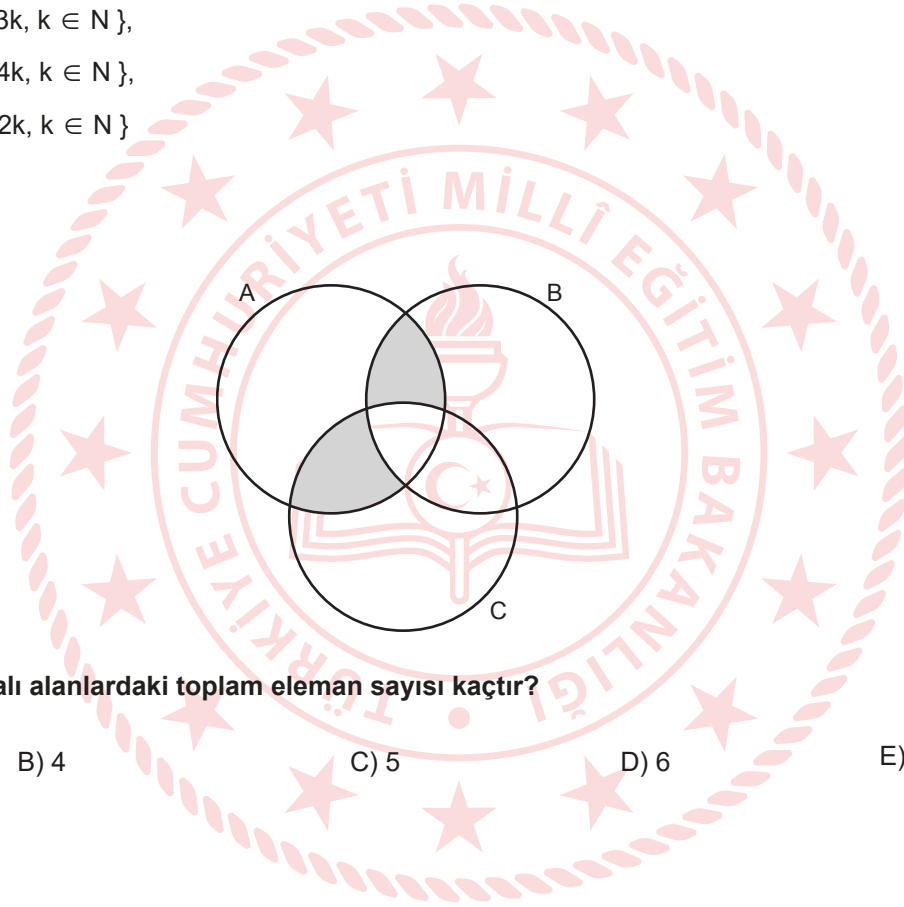 3k, k ∈ N },
4k, k ∈ N },
2k, k ∈ N }
TÜRKİYE CUMHURİYETİ MİLLÎ EĞİTİM BAKANLIĞI
A
B
C
alı alanlardaki toplam eleman sayısı kaçtır?
B) 4 C) 5 D) 6 E)